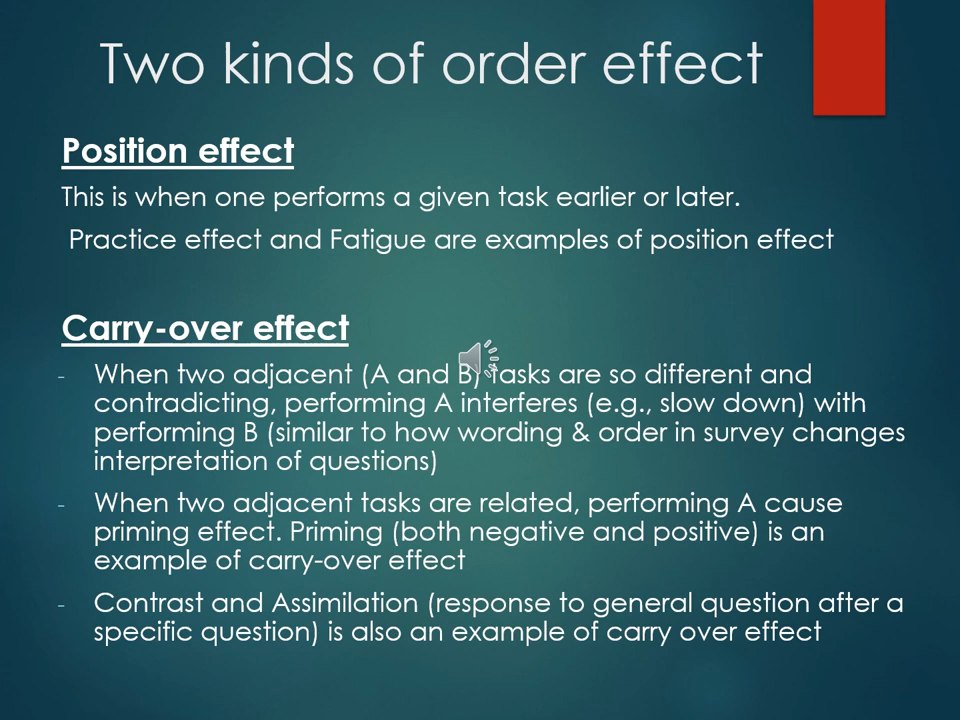 Two kinds of order effect
Position effect
This is when one performs a given task earlier or later.
Practice effect and Fatigue are examples of position effect
Carry-over effect
- When two adjacent (A and B) tasks are so different and
contradicting, performing A interferes (e.g., slow down) with
performing B (similar to how wording & order in survey changes
interpretation of questions)
- When two adjacent tasks are related, performing A cause
priming effect. Priming (both negative and positive) is an
example of carry-over effect
- Contrast and Assimilation (response to general question after a
specific question) is also an example of carry over effect